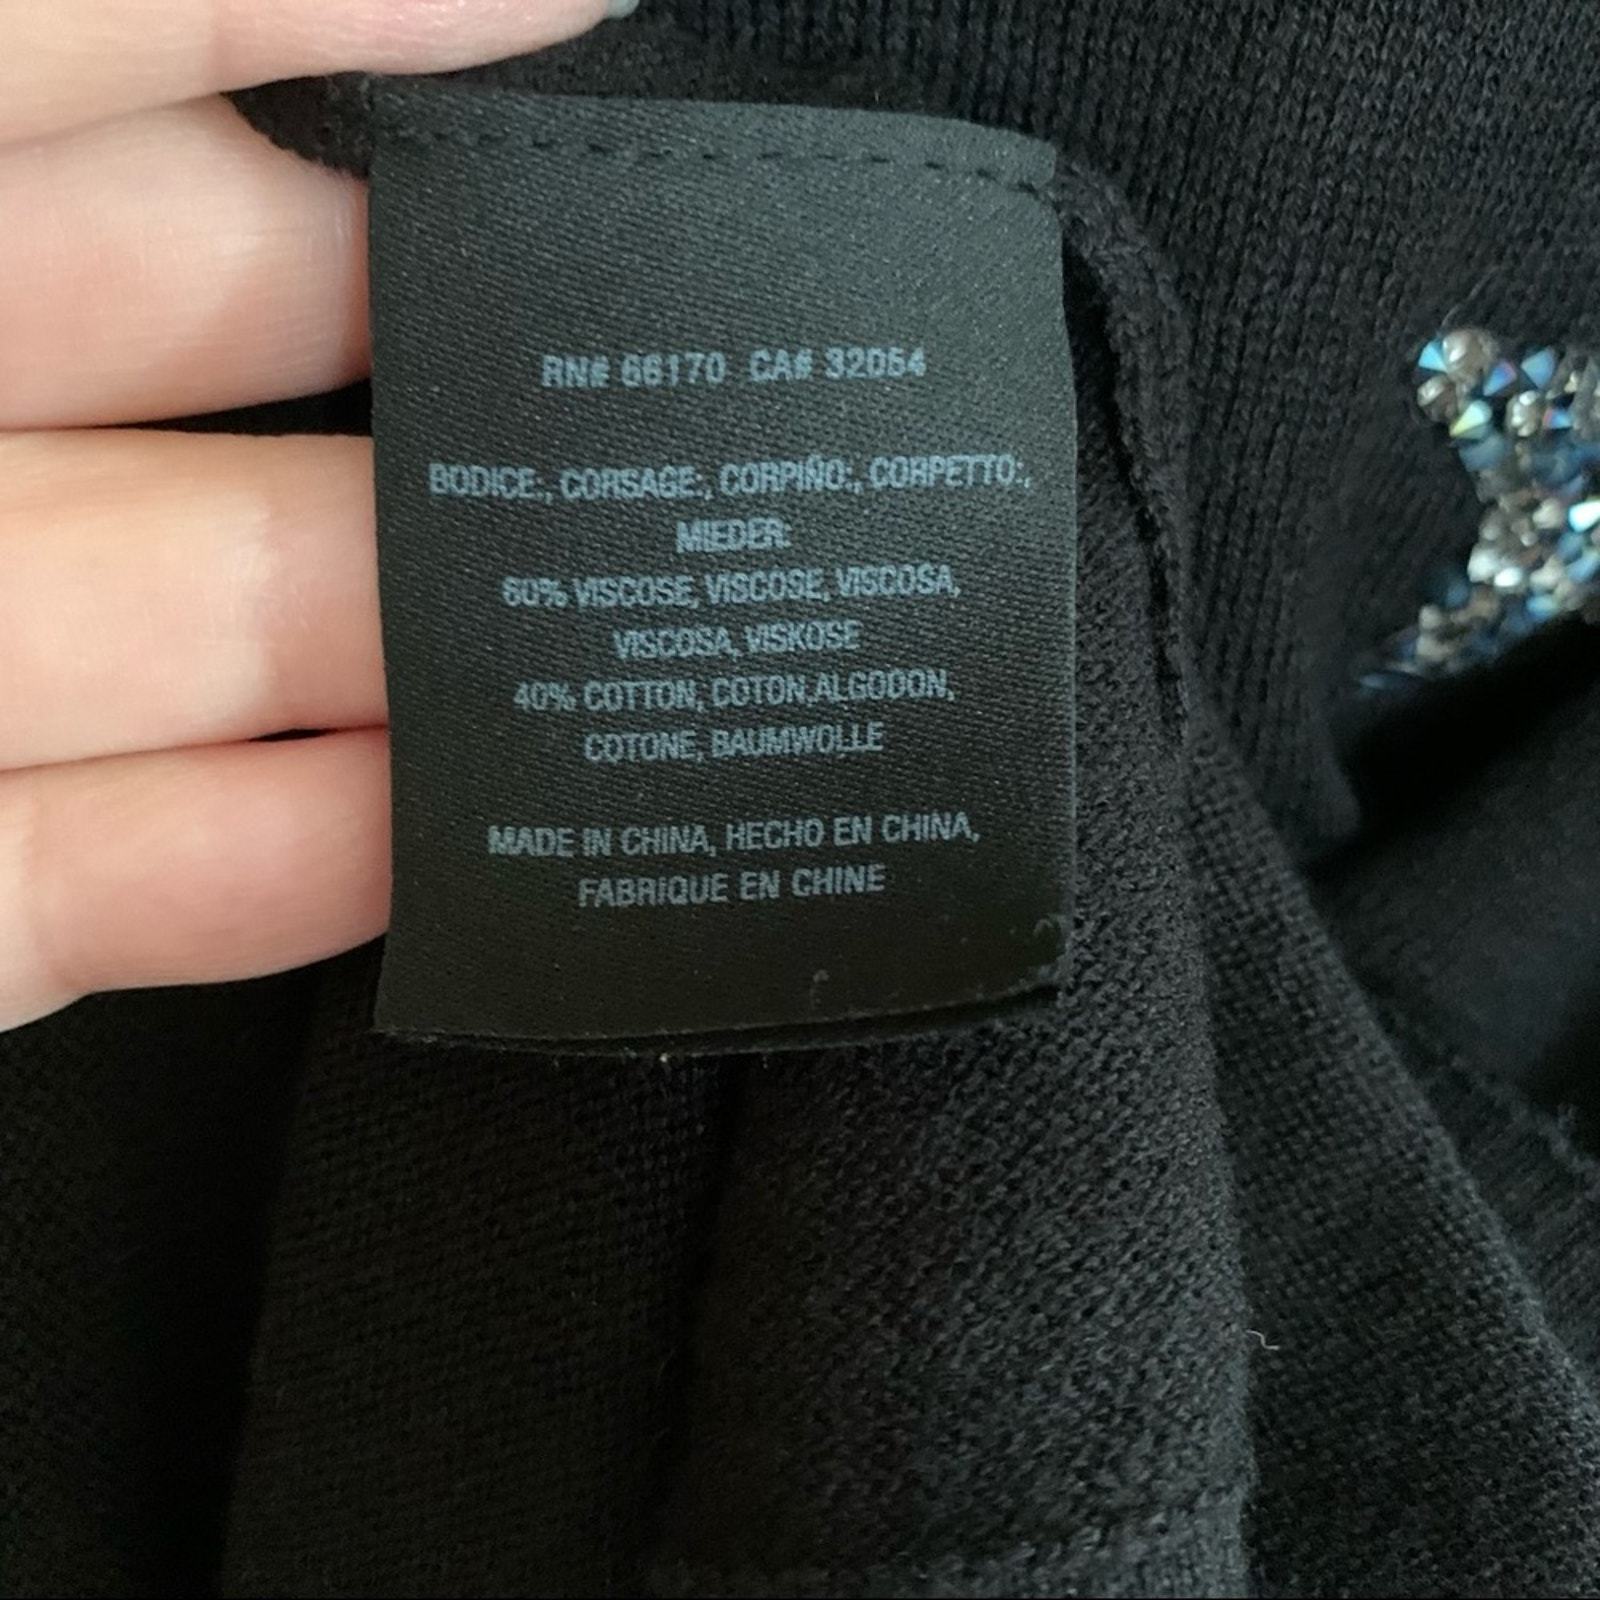 RN# 66170 CA# 32054
BODICE:, CORSAGE:, CORPIÑO:, CORPETTO:,
MIEDER:
60% VISCOSE, VISCOSE, VISCOSA,
VISCOSA, VISKOSE
40% COTTON, COTON,ALGODON,
COTONE, BAUMWOLLE
MADE IN CHINA, HECHO EN CHINA,
FABRIQUE EN CHINE